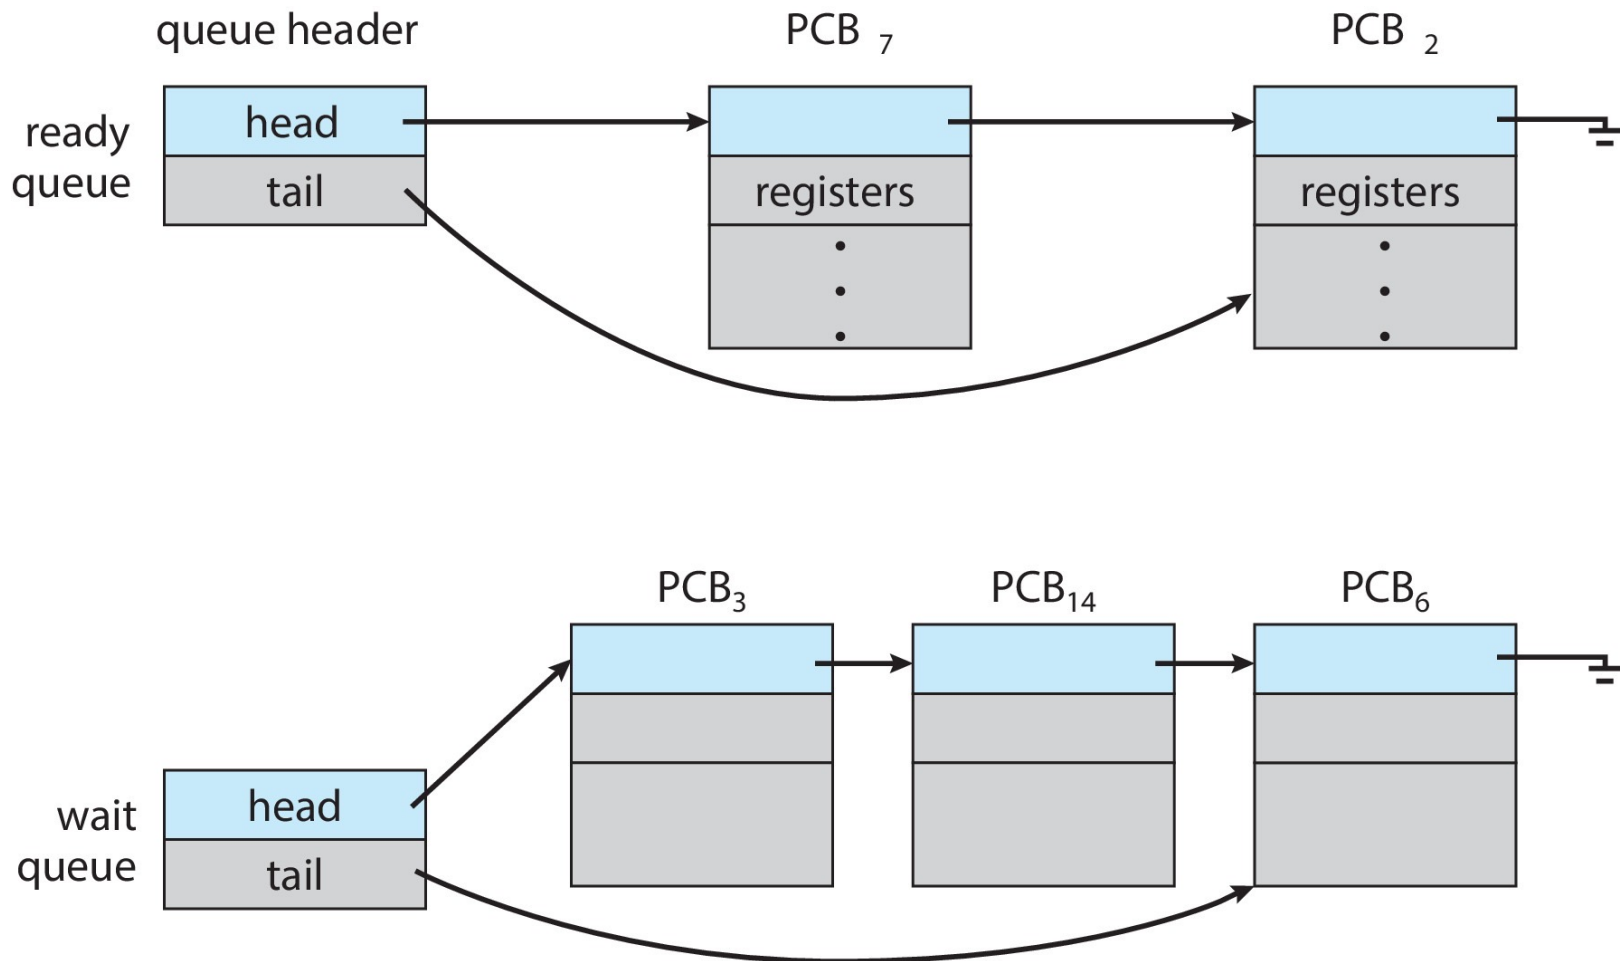 queue header
PCB 7
PCB 2
ready
queue
head
tail
registers
registers
PCB3
PCB14
PCB6
wait
queue
head
tail